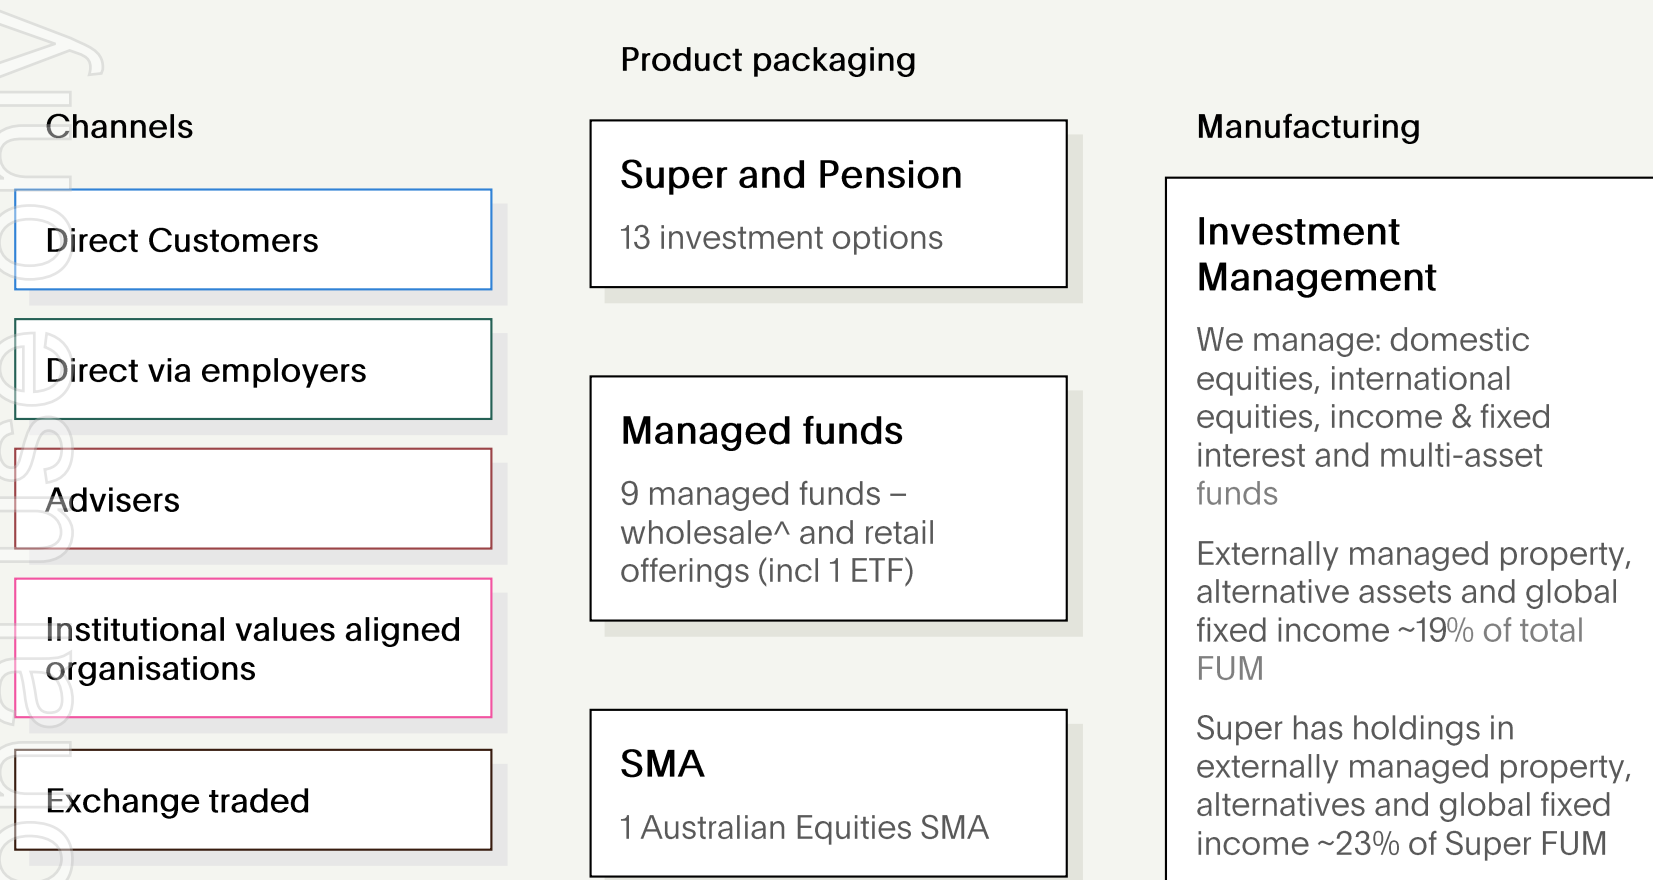 Product packaging
Channels
Manufacturing
Direct Customers
Direct via employers
Advisers
Institutional values aligned
organisations
Exchange traded
Super and Pension
13 investment options
Managed funds
9 managed funds –
wholesale^ and retail
offerings (incl 1 ETF)
SMA
1 Australian Equities SMA
Investment
Management
We manage: domestic
equities, international
equities, income & fixed
interest and multi-asset
funds
Externally managed property,
alternative assets and global
fixed income ~19% of total
FUM
Super has holdings in
externally managed property,
alternatives and global fixed
income ~23% of Super FUM
onal use only